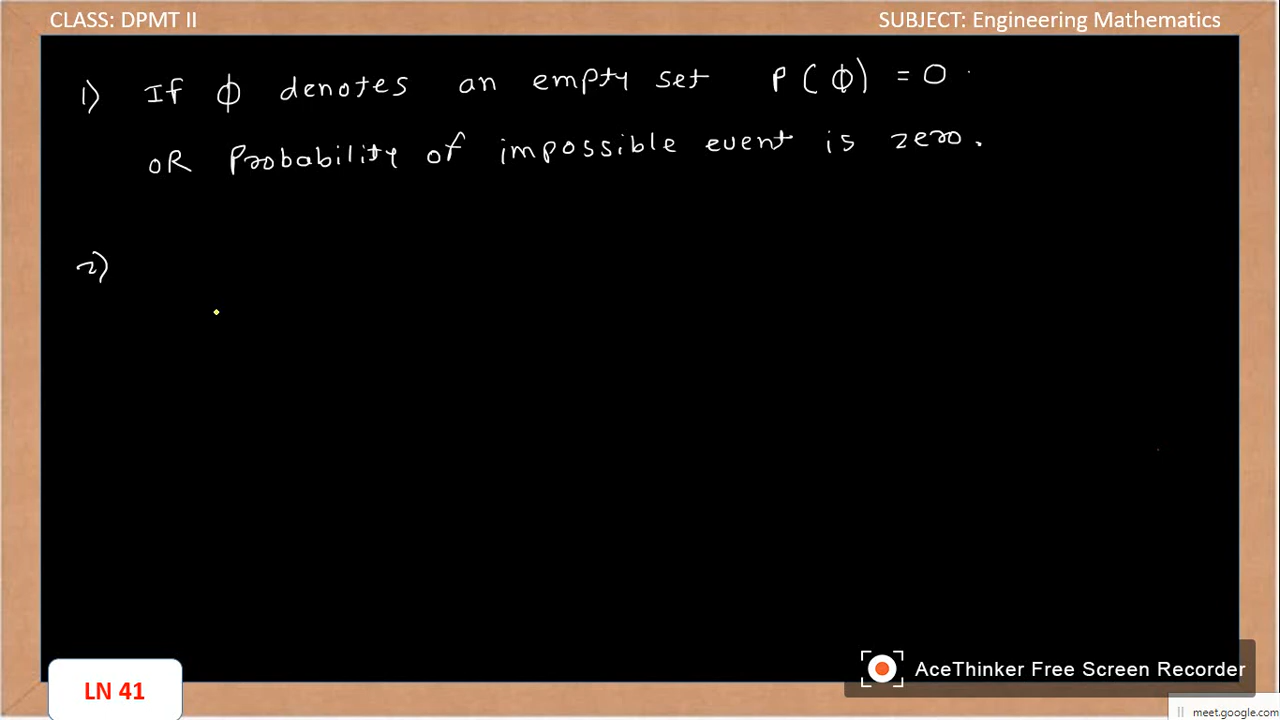 CLASS: DPMT II
SUBJECT: Engineering Mathematics
1) If ϕ denotes an empty set P(ϕ) = 0.
OR Probability of impossible event is zero.
2)
LN 41
AceThinker Free Screen Recorder
meet.google.com